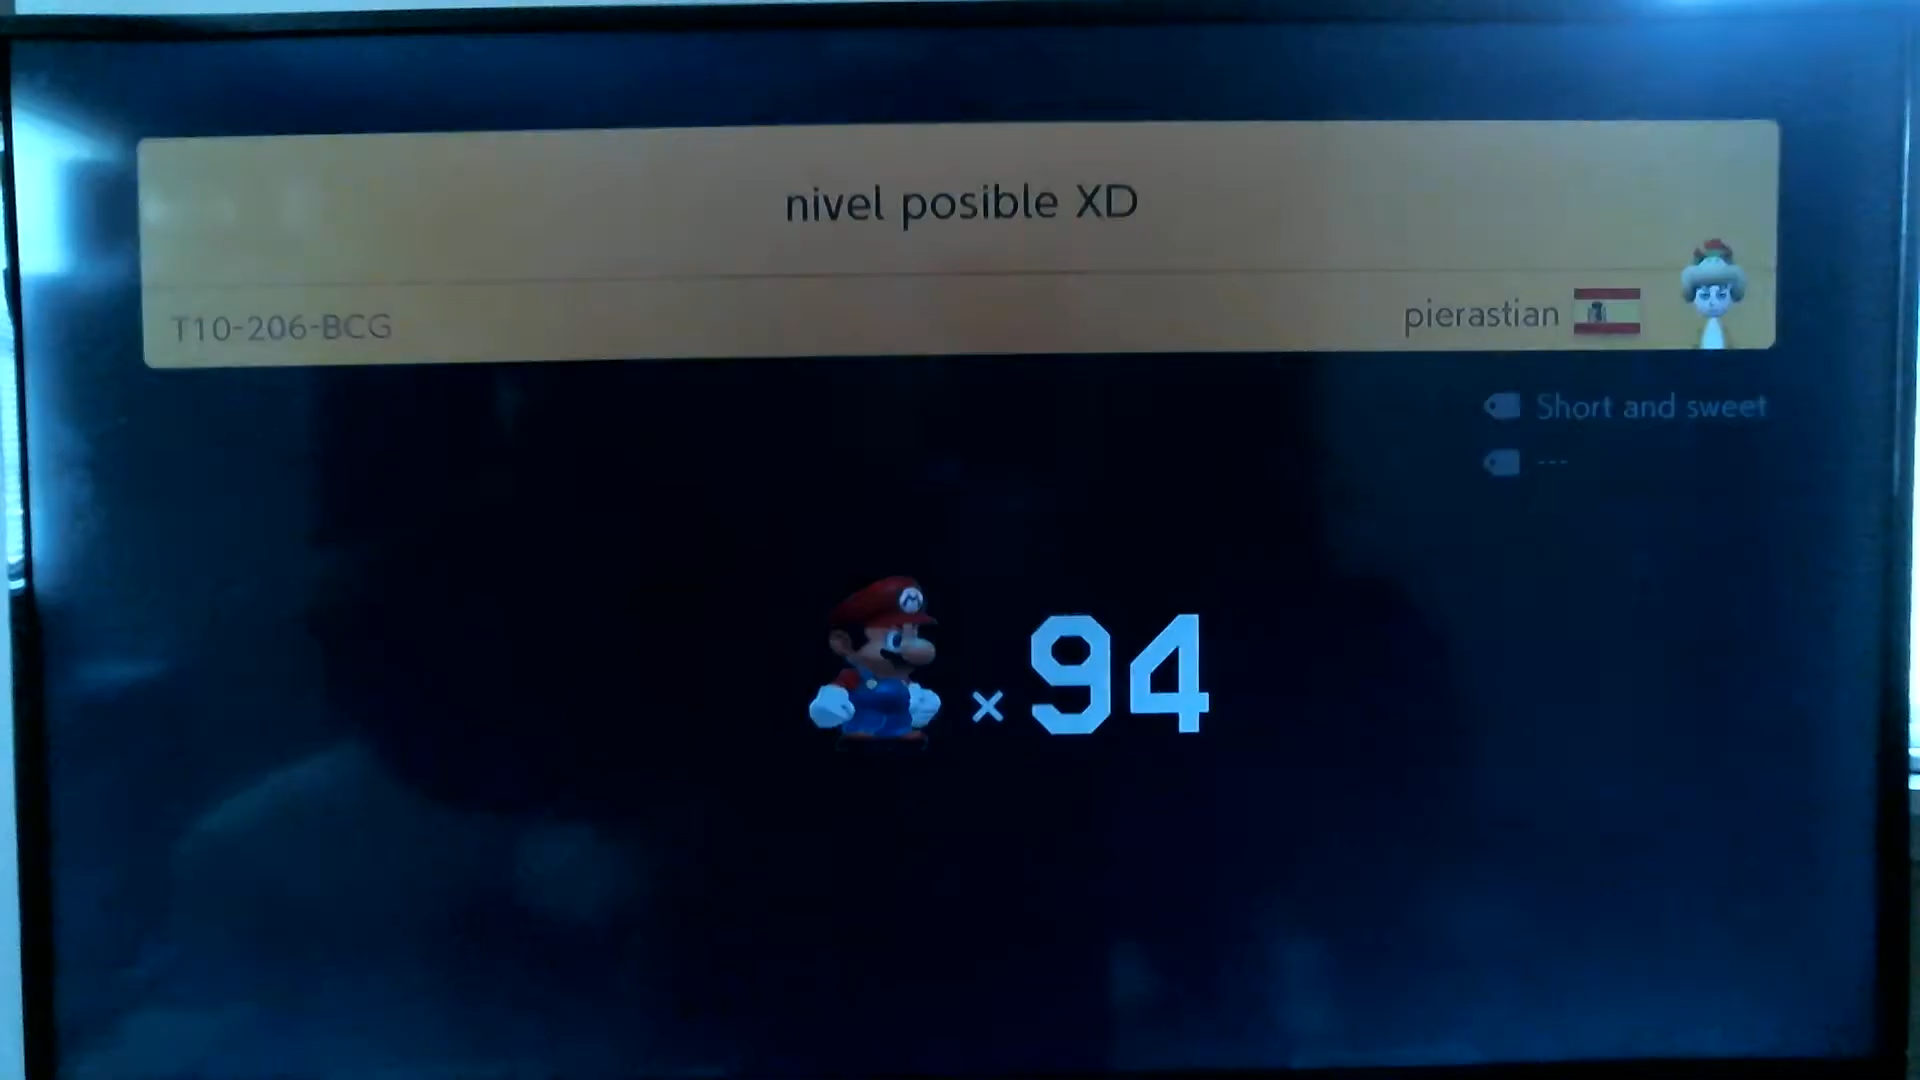 nivel posible XD
T10-206-BCG
pierastian
Short and sweet
---
M
× 94